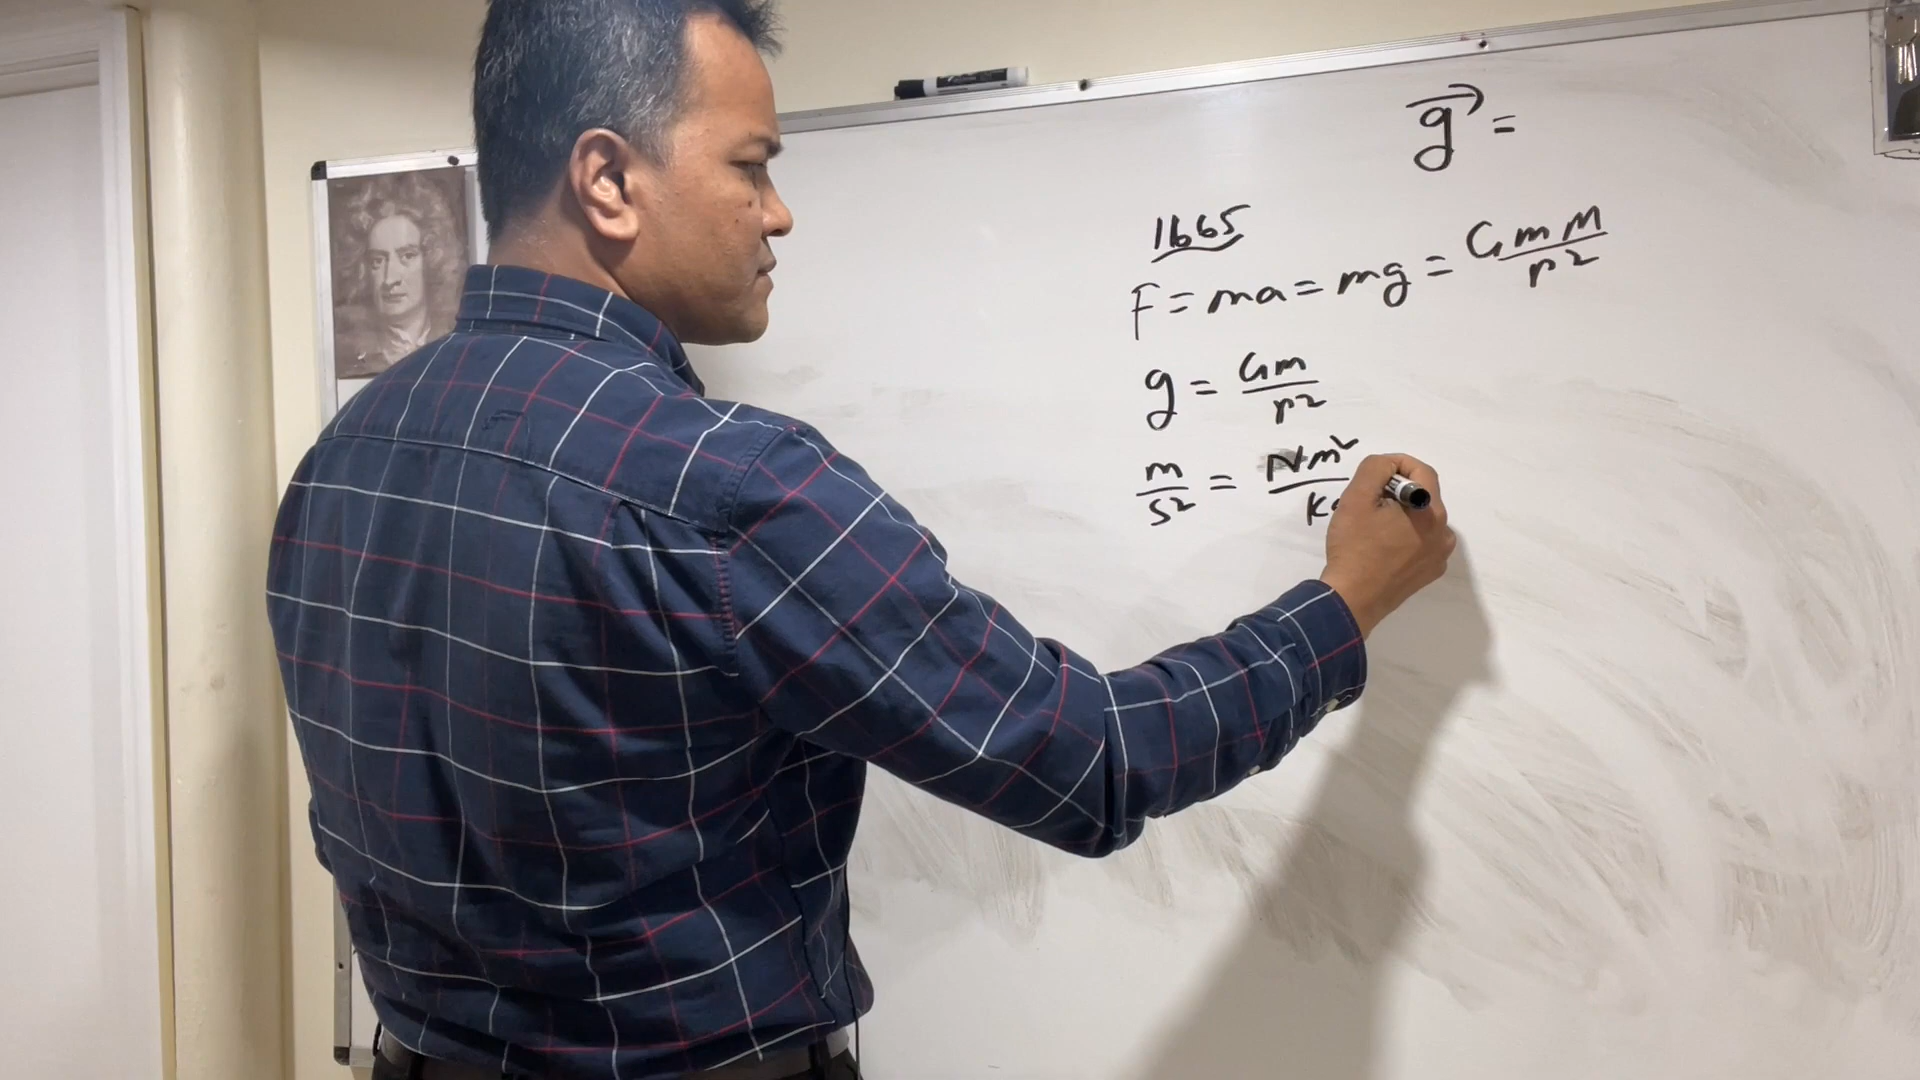 g⃗ =
1665
F = ma = mg = GmM/r²
g = Gm/r²
m/s² = Nm²/k